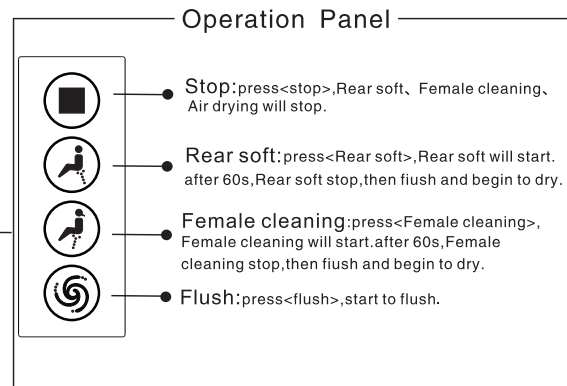 Operation Panel
Stop:press<stop>,Rear soft、Female cleaning、
Air drying will stop.
Rear soft:press<Rear soft>,Rear soft will start.
after 60s,Rear soft stop,then fiush and begin to dry.
Female cleaning:press<Female cleaning>,
Female cleaning will start.after 60s,Female
cleaning stop,then fiush and begin to dry.
Flush:press<flush>,start to flush.